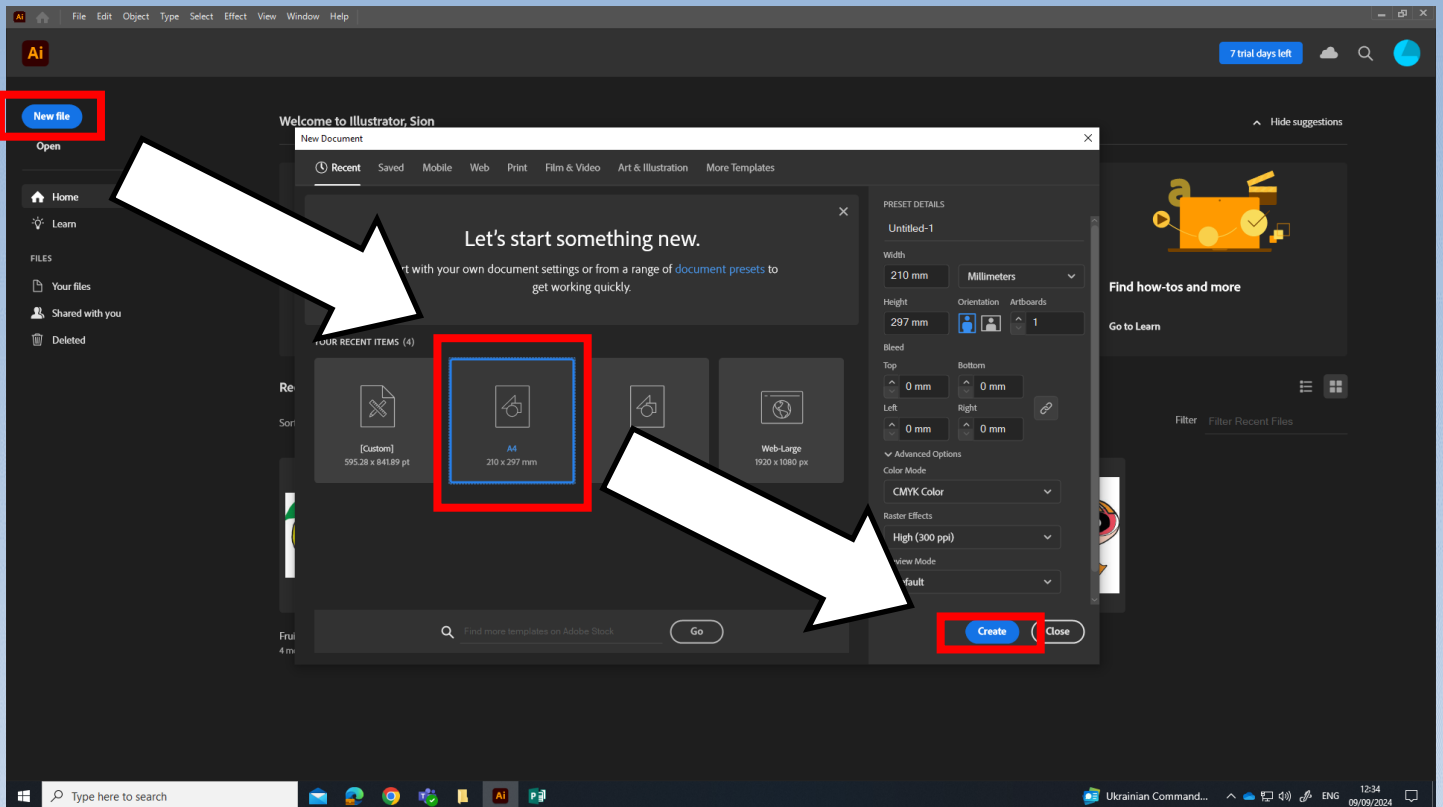 Ai
File Edit Object Type Select Effect View Window Help
Ai
7 trial days left
New file
Open
Home
Learn
FILES
Your files
Shared with you
Deleted
Welcome to Illustrator, Sion
Hide suggestions
New Document
Recent Saved Mobile Web Print Film & Video Art & Illustration More Templates
Let's start something new.
with your own document settings or from a range of document presets to
get working quickly.
YOUR RECENT ITEMS (4)
[Custom]
595.28 x 841.89 pt
A4
210 x 297 mm
Web-Large
1920 x 1080 px
Find more templates on Adobe Stock
Go
PRESET DETAILS
Untitled-1
Width
210 mm Millimeters
Height Orientation Artboards
297 mm 1
Bleed
Top Bottom
0 mm 0 mm
Left Right
0 mm 0 mm
Advanced Options
Color Mode
CMYK Color
Raster Effects
High (300 ppi)
Mode
Create Close
Find how-tos and more
Go to Learn
Filter Filter Recent Files
Type here to search
Ai
Ukrainian Command...
ENG
12:34
09/09/2024